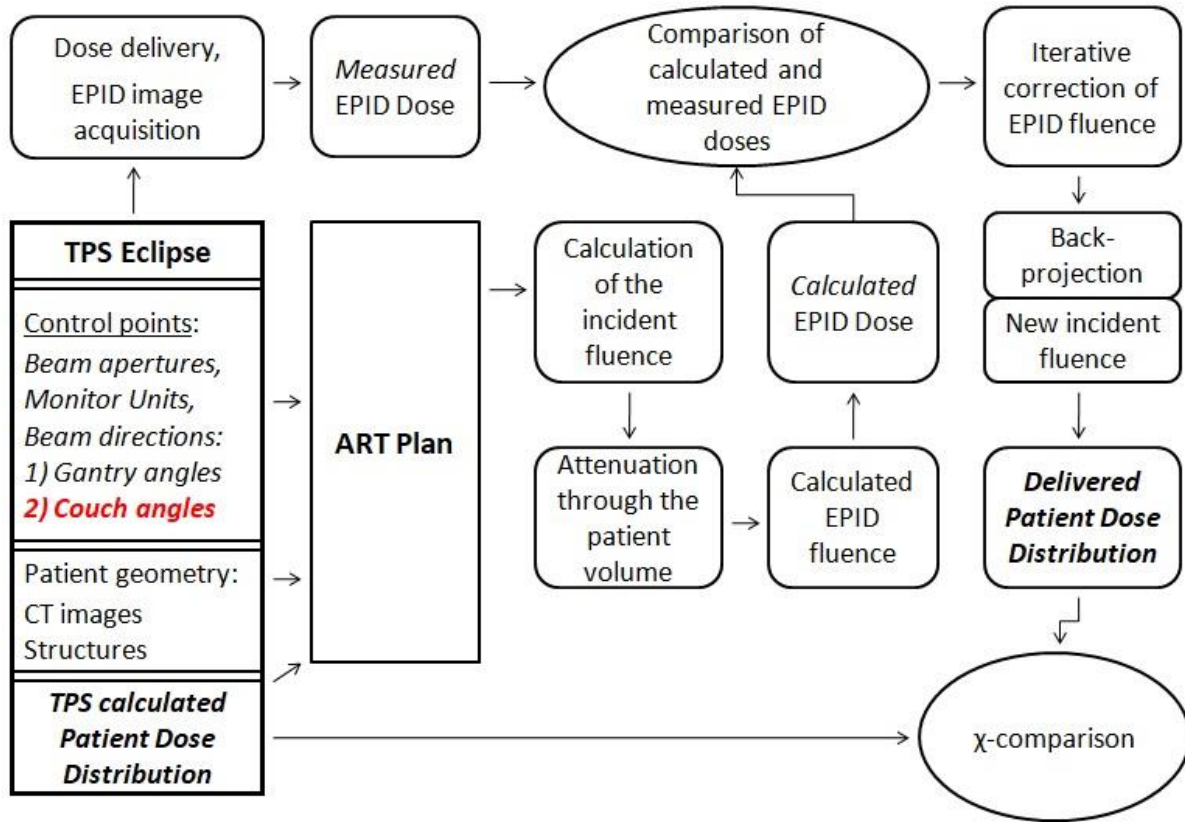 Dose delivery,
EPID image
acquisition
Measured
EPID Dose
Comparison of
calculated and
measured EPID
doses
Iterative
correction of
EPID fluence
TPS Eclipse
Control points:
Beam apertures,
Monitor Units,
Beam directions:
1) Gantry angles
2) Couch angles
Patient geometry:
CT images
Structures
TPS calculated
Patient Dose
Distribution
ART Plan
Calculation
of the
incident
fluence
Attenuation
through the
patient
volume
Calculated
EPID Dose
Calculated
EPID
fluence
Back-
projection
New incident
fluence
Delivered
Patient Dose
Distribution
χ-comparison